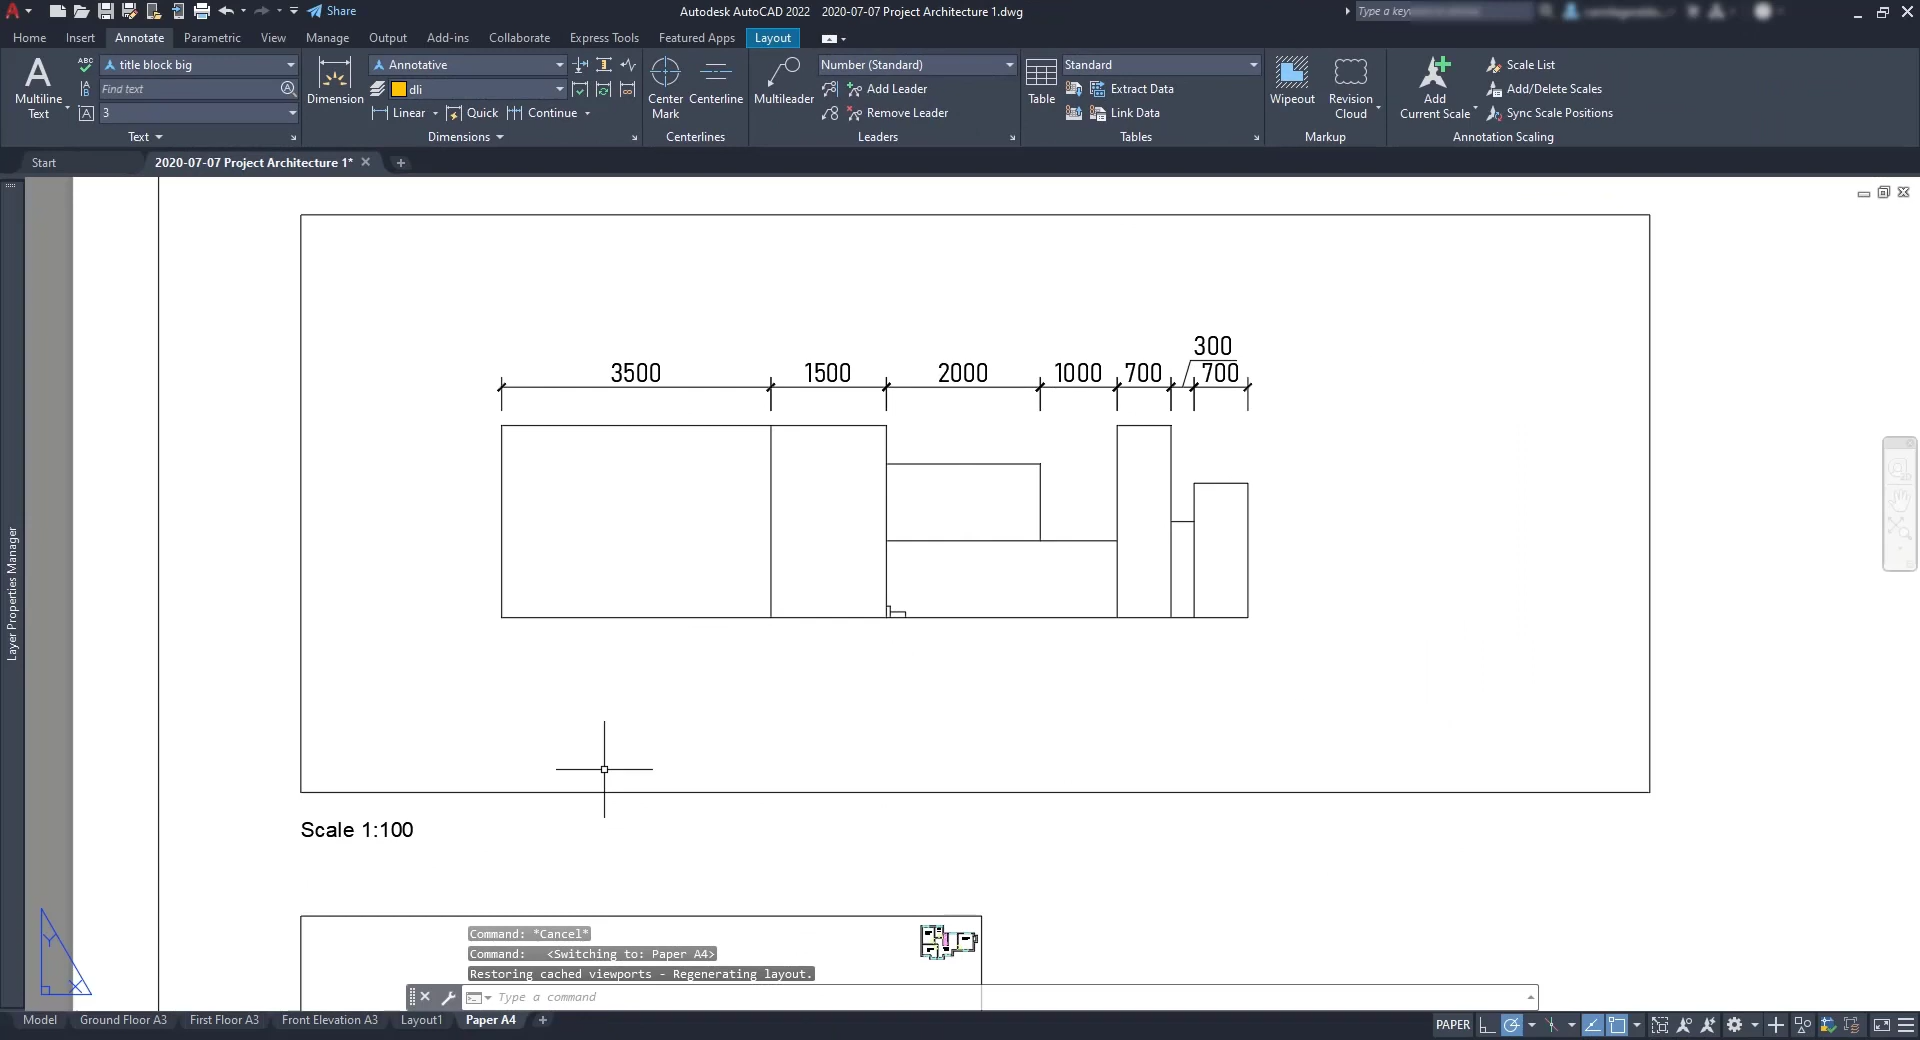 Share
Autodesk AutoCAD 2022 2020-07-07 Project Architecture 1.dwg
Type a key
Home Insert Annotate Parametric View Manage Output Add-ins Collaborate Express Tools Featured Apps Layout
Multiline Text
ABC
title block big
Find text
3
Text
Dimension
Annotative
dli
Linear Quick Continue
Dimensions
Center Mark
Centerline
Centerlines
Multileader
Number (Standard)
Add Leader
Remove Leader
Leaders
Table
Standard
Extract Data
Link Data
Tables
Wipeout
Revision Cloud
Markup
Add Current Scale
Scale List
Add/Delete Scales
Sync Scale Positions
Annotation Scaling
Start 2020-07-07 Project Architecture 1*
Layer Properties Manager
300
3500 1500 2000 1000 700 700
Scale 1:100
Command: *Cancel*
Command: <Switching to: Paper A4>
Restoring cached viewports - Regenerating layout.
Type a command
Y
X
Model Ground Floor A3 First Floor A3 Front Elevation A3 Layout1 Paper A4
PAPER